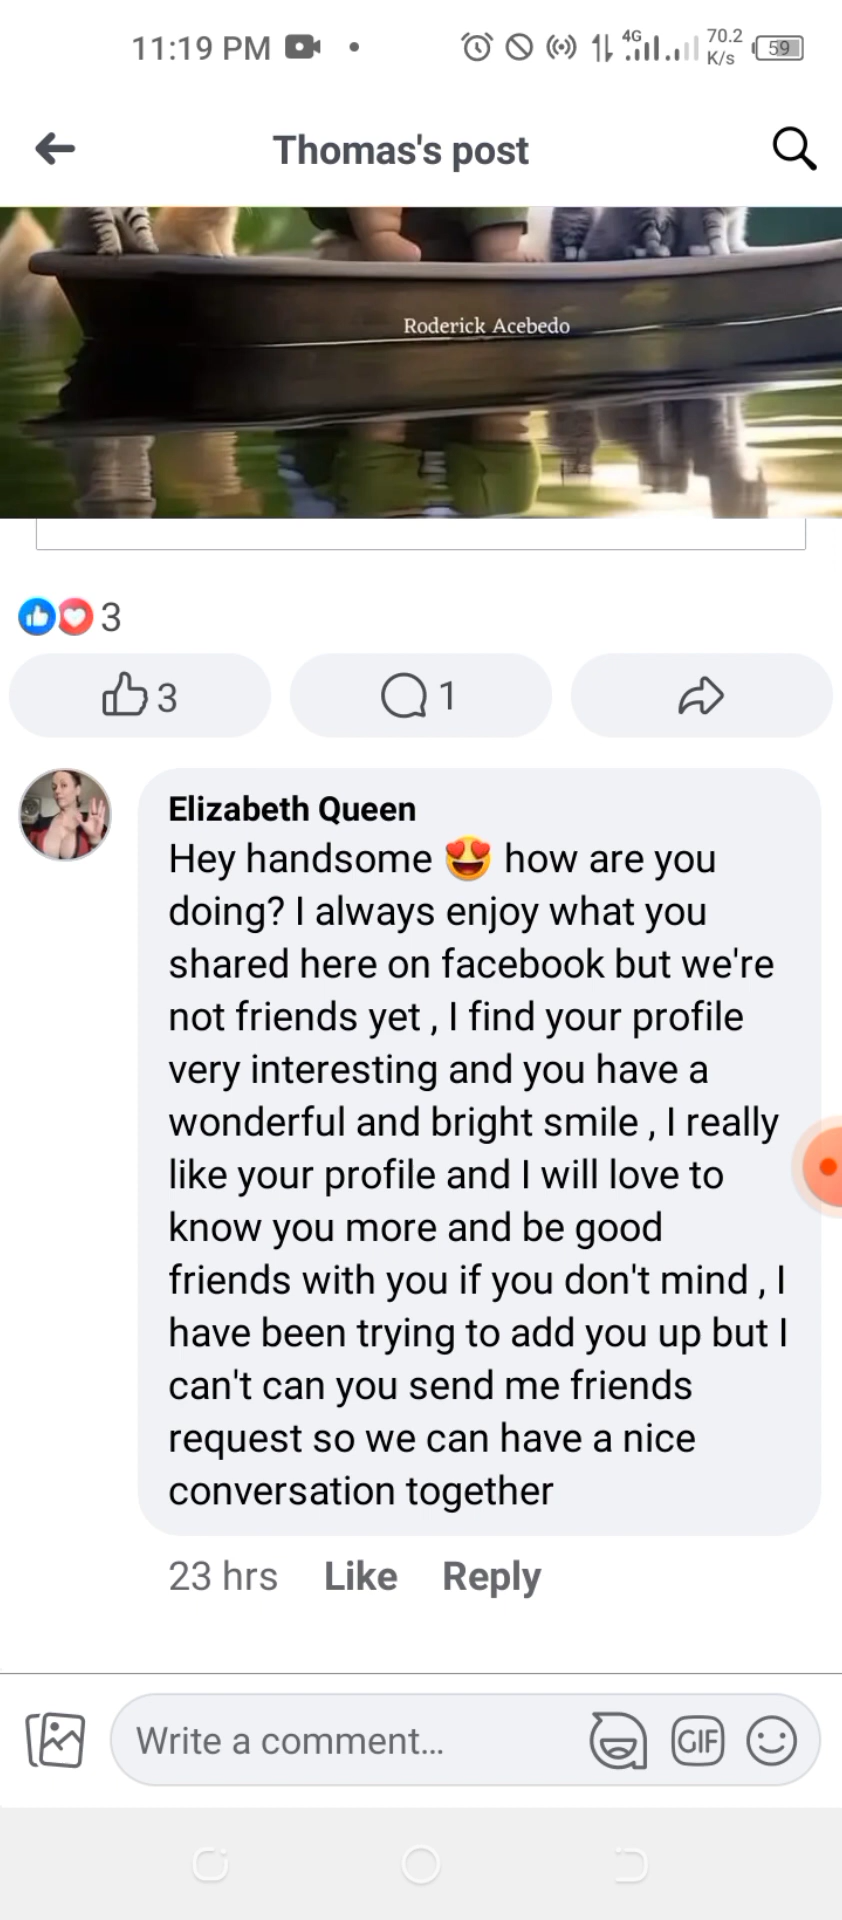 11:19 PM
4G
70.2
K/s
59
Thomas's post
Roderick Acebedo
3
3
1
Elizabeth Queen
Hey handsome 😍 how are you
doing? I always enjoy what you
shared here on facebook but we're
not friends yet , I find your profile
very interesting and you have a
wonderful and bright smile , I really
like your profile and I will love to
know you more and be good
friends with you if you don't mind , I
have been trying to add you up but I
can't can you send me friends
request so we can have a nice
conversation together
23 hrs Like Reply
Write a comment...
GIF